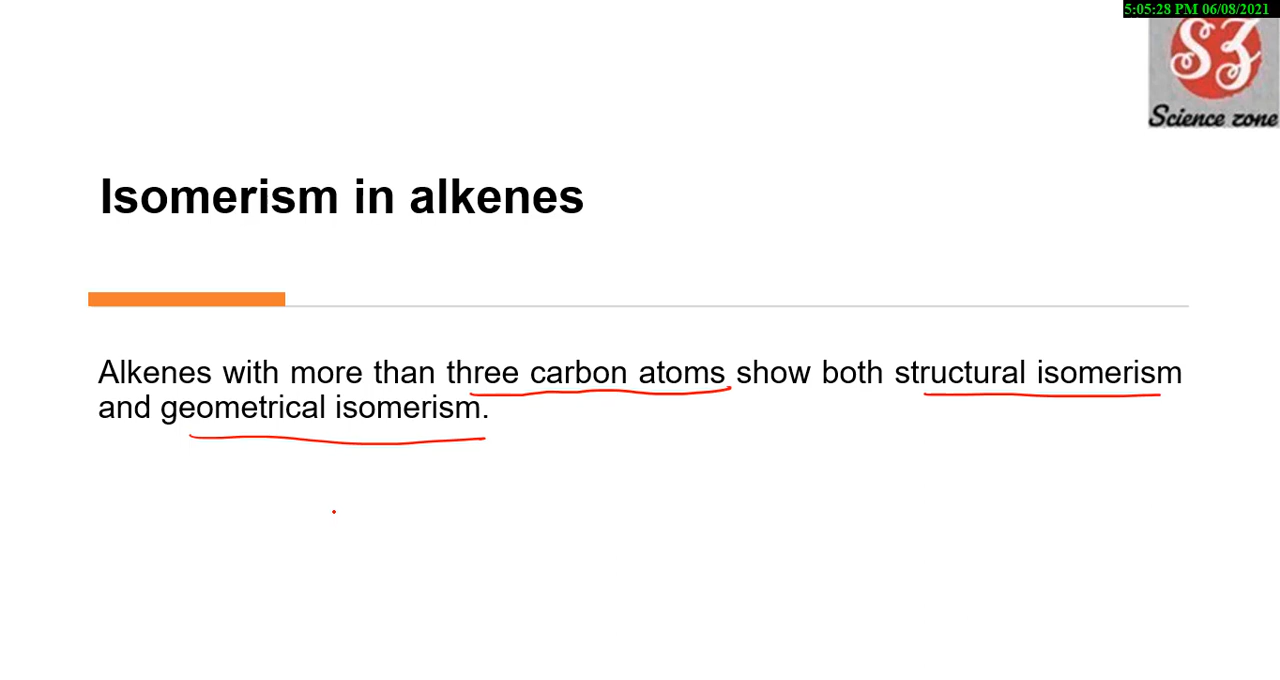 5:05:28 PM 06/08/2021
SZ
Science zone
Isomerism in alkenes
Alkenes with more than three carbon atoms show both structural isomerism
and geometrical isomerism.